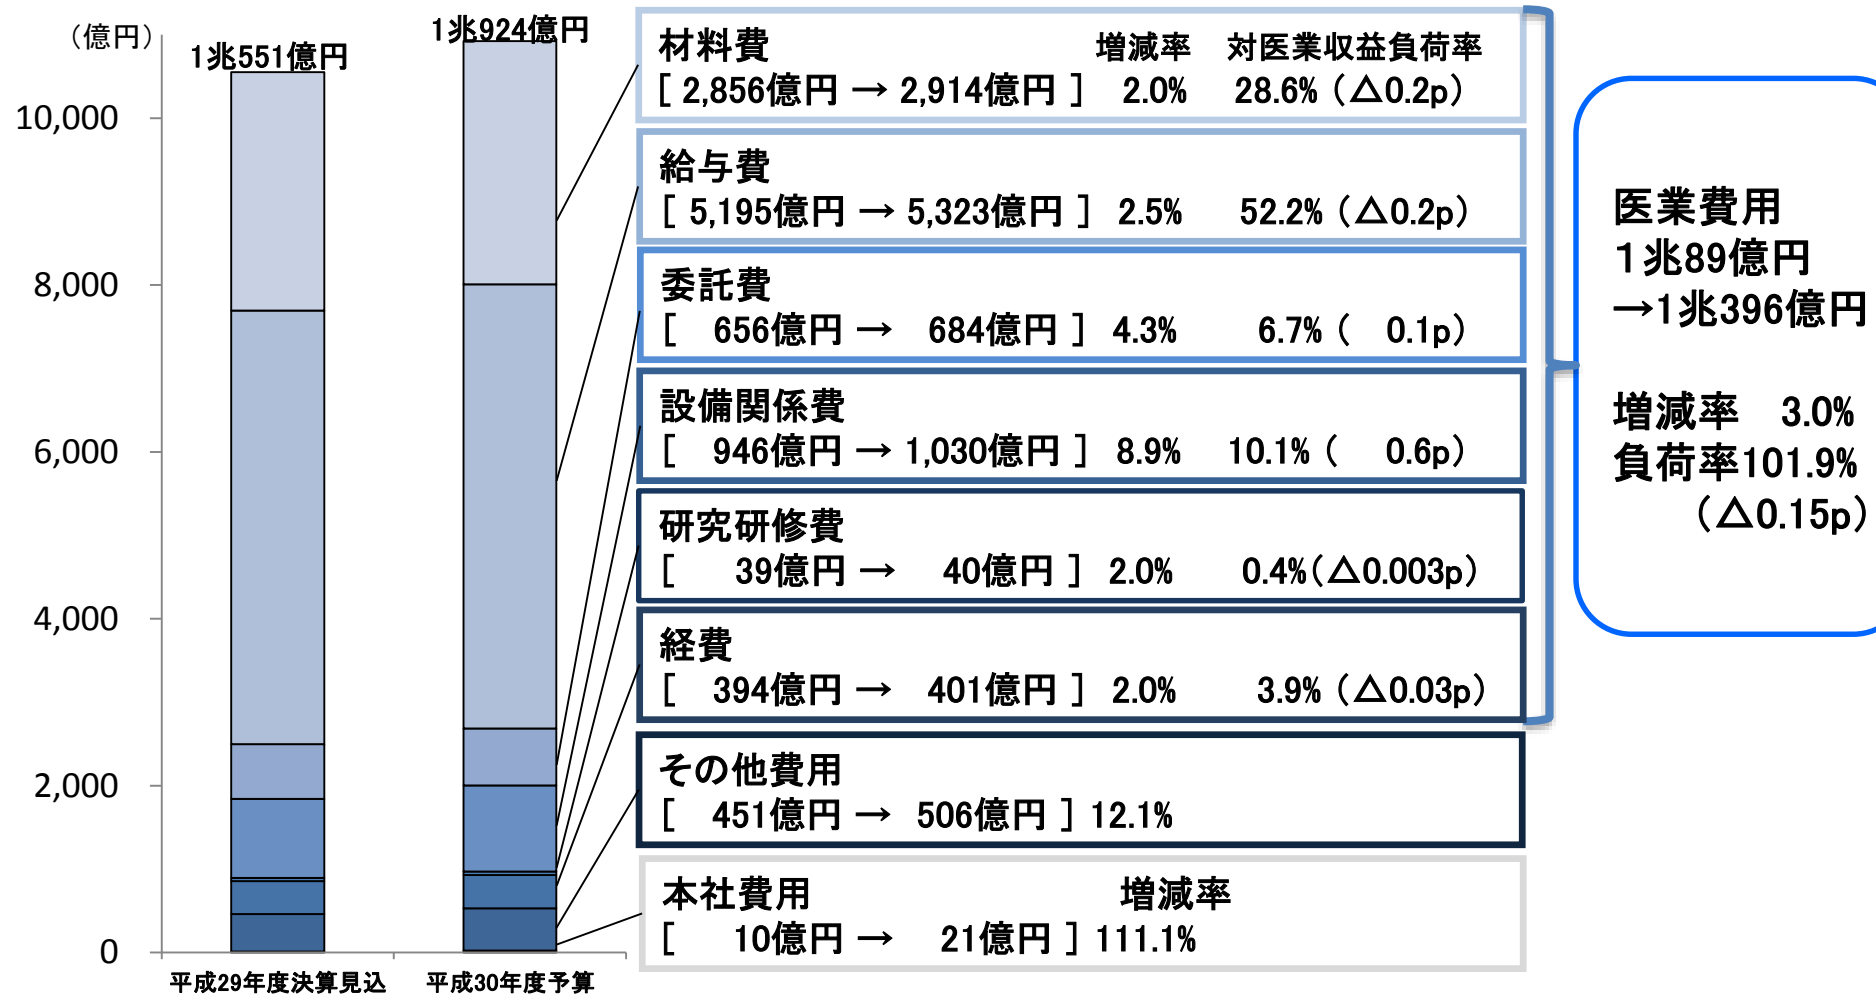 （億円）
1兆551億円
1兆924億円
10,000
8,000
6,000
4,000
2,000
0
平成29年度決算見込
平成30年度予算
材料費 増減率 対医業収益負荷率
[ 2,856億円 → 2,914億円 ] 2.0% 28.6% (△0.2p)
給与費
[ 5,195億円 → 5,323億円 ] 2.5% 52.2% (△0.2p)
委託費
[ 656億円 → 684億円 ] 4.3% 6.7% ( 0.1p)
設備関係費
[ 946億円 → 1,030億円 ] 8.9% 10.1% ( 0.6p)
研究研修費
[ 39億円 → 40億円 ] 2.0% 0.4%(△0.003p)
経費
[ 394億円 → 401億円 ] 2.0% 3.9% (△0.03p)
その他費用
[ 451億円 → 506億円 ] 12.1%
本社費用 増減率
[ 10億円 → 21億円 ] 111.1%
医業費用
1兆89億円
→1兆396億円
増減率 3.0%
負荷率101.9%
(△0.15p)